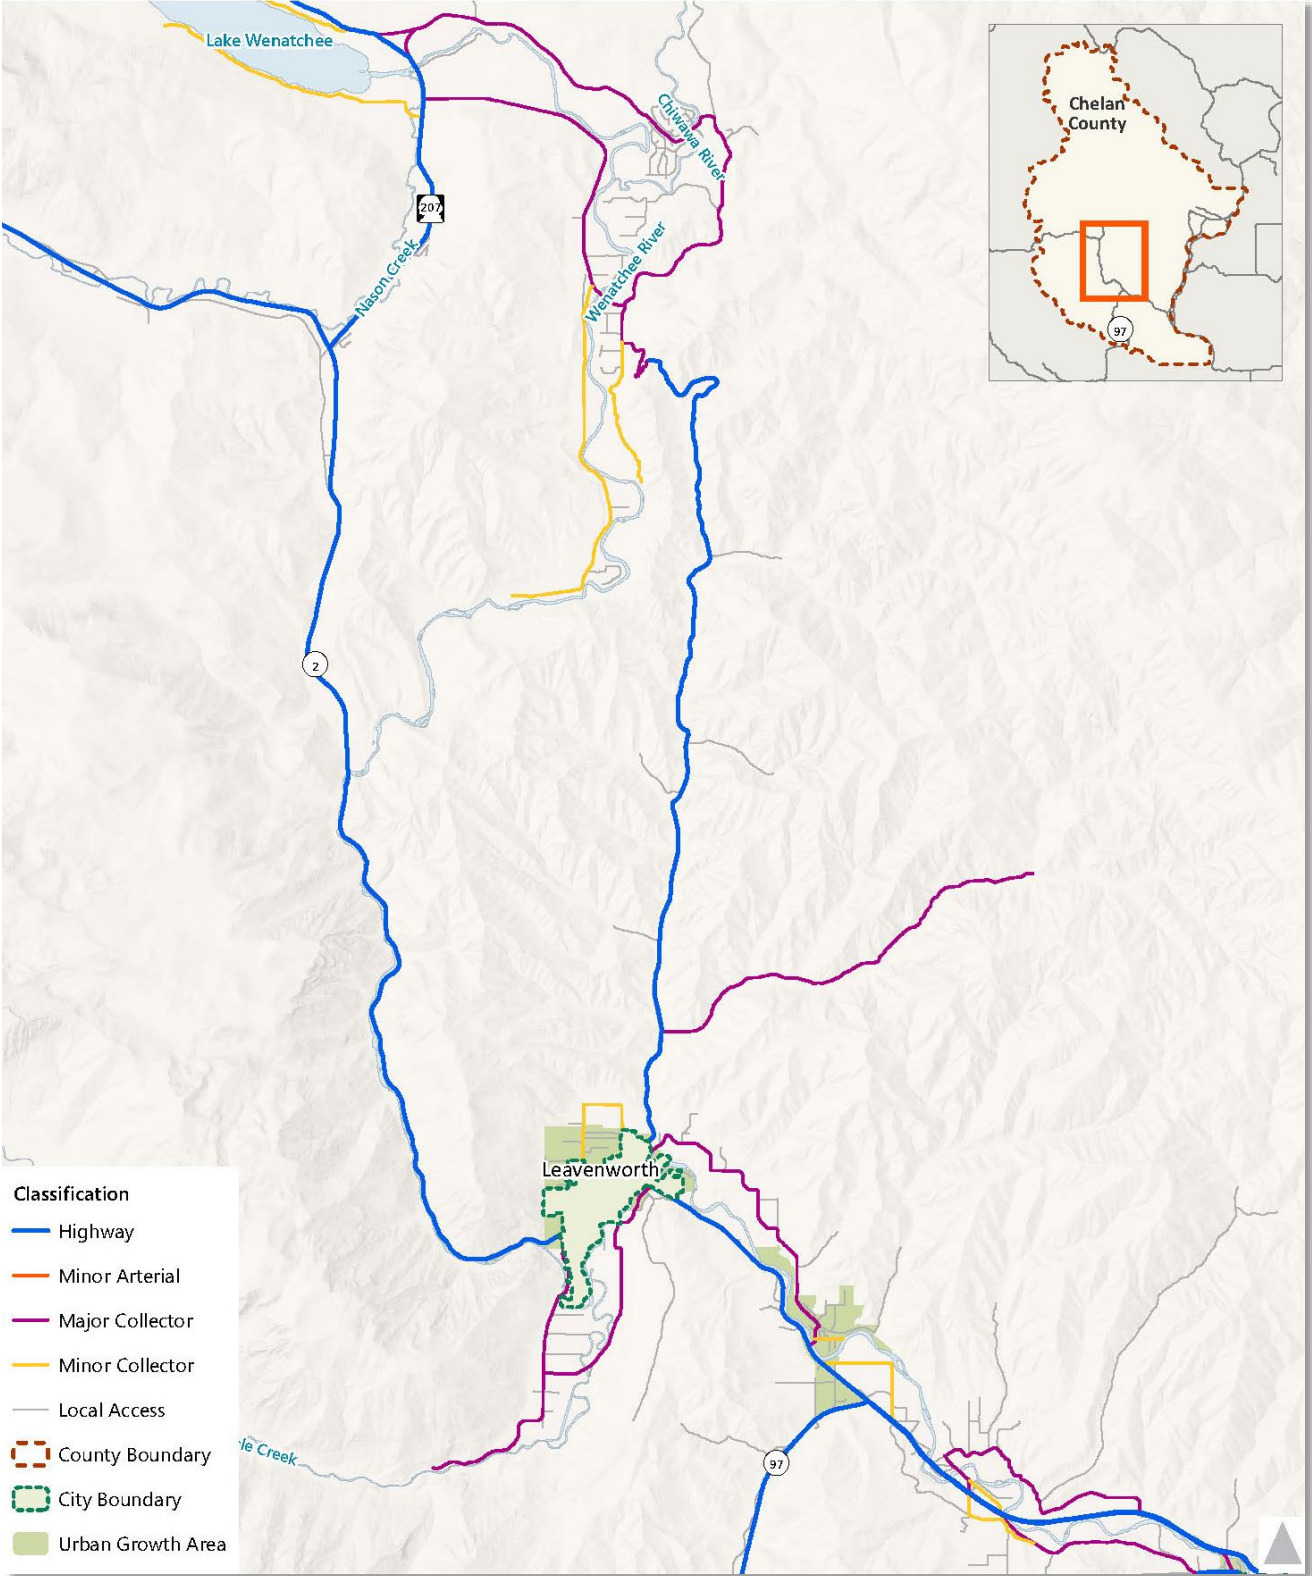 Lake Wenatchee
Chiwawa River
207
Nason Creek
Wenatchee River
Chelan
County
97
2
Leavenworth
97
Creek
Classification
Highway
Minor Arterial
Major Collector
Minor Collector
Local Access
County Boundary
City Boundary
Urban Growth Area